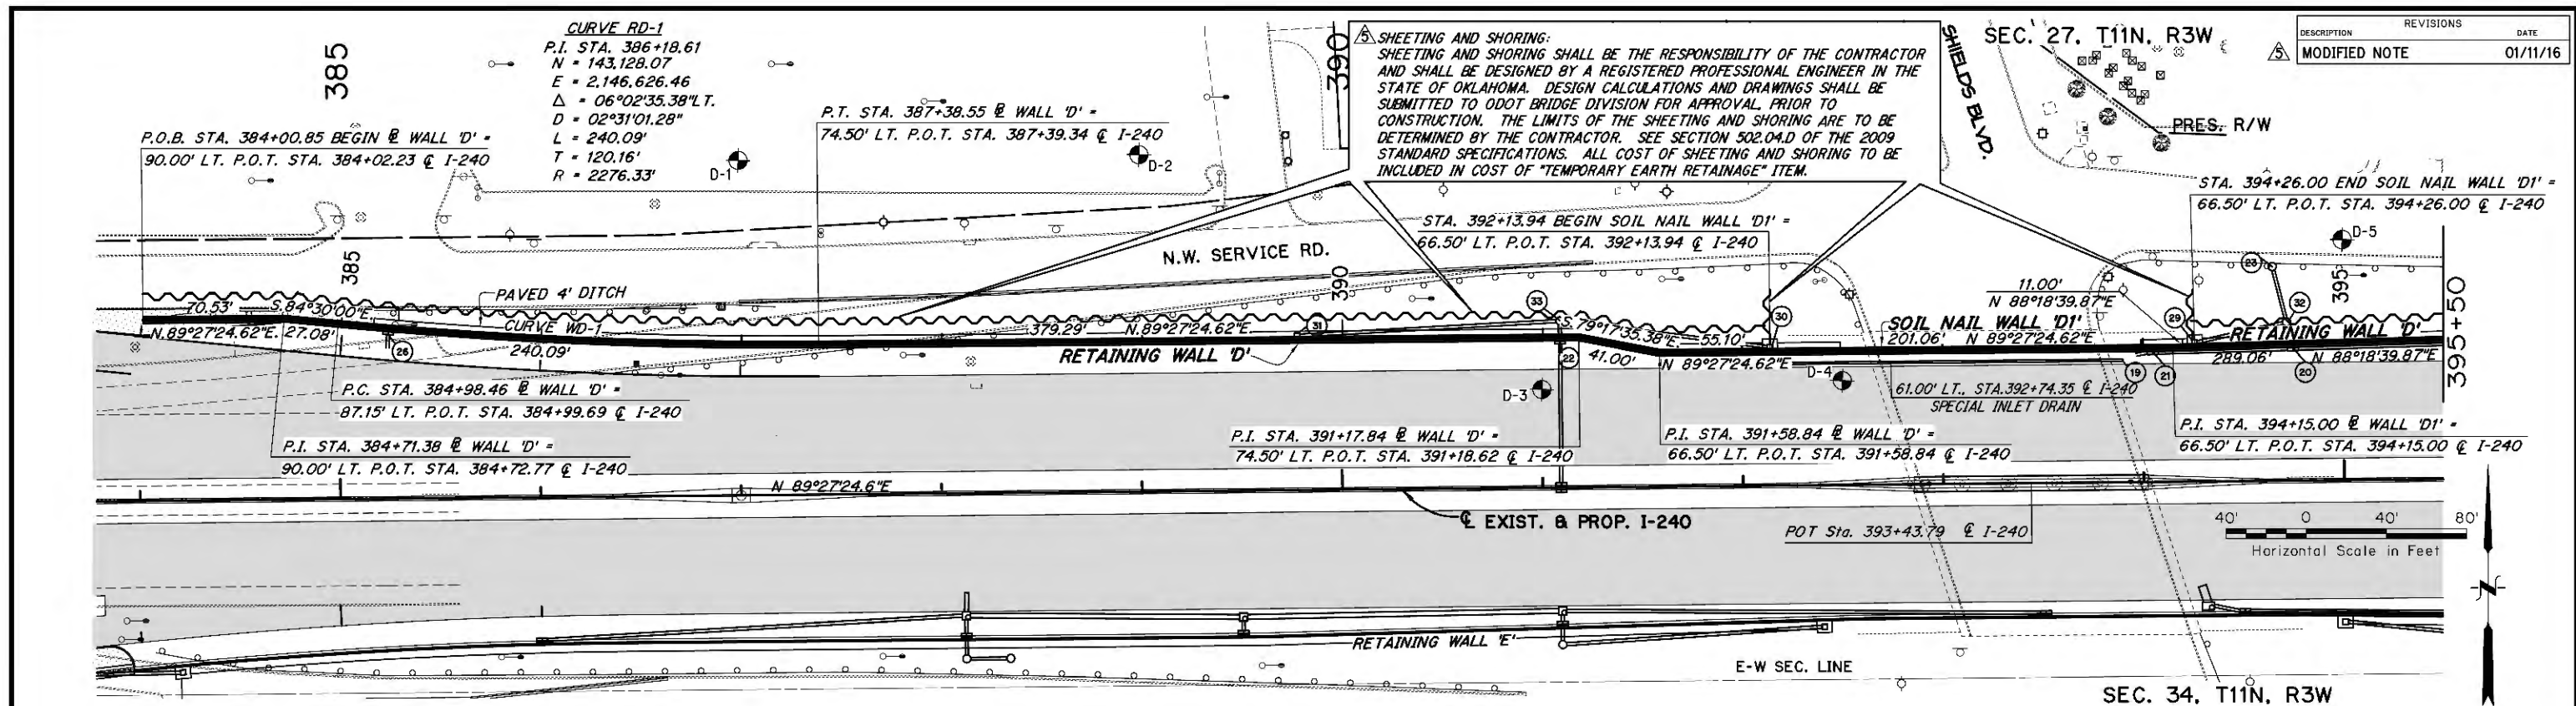 CURVE RD-1
P.I. STA. 386+18.61
N = 143,128.07
E = 2,146,626.46
Δ = 06°02'35.38"LT.
D = 02°31'01.28"
L = 240.09'
T = 120.16'
R = 2276.33'
385
390
⚠5 SHEETING AND SHORING:
SHEETING AND SHORING SHALL BE THE RESPONSIBILITY OF THE CONTRACTOR
AND SHALL BE DESIGNED BY A REGISTERED PROFESSIONAL ENGINEER IN THE
STATE OF OKLAHOMA. DESIGN CALCULATIONS AND DRAWINGS SHALL BE
SUBMITTED TO ODOT BRIDGE DIVISION FOR APPROVAL, PRIOR TO
CONSTRUCTION. THE LIMITS OF THE SHEETING AND SHORING ARE TO BE
DETERMINED BY THE CONTRACTOR. SEE SECTION 502.04.D OF THE 2009
STANDARD SPECIFICATIONS. ALL COST OF SHEETING AND SHORING TO BE
INCLUDED IN COST OF "TEMPORARY EARTH RETAINAGE" ITEM.
SHIELDS BLVD.
SEC. 27, T11N, R3W
PRES. R/W
REVISIONS
DESCRIPTION DATE
5 MODIFIED NOTE 01/11/16
P.O.B. STA. 384+00.85 BEGIN ⅊ WALL 'D' =
90.00' LT. P.O.T. STA. 384+02.23 ℄ I-240
P.T. STA. 387+38.55 ⅊ WALL 'D' =
74.50' LT. P.O.T. STA. 387+39.34 ℄ I-240
D-1
D-2
STA. 392+13.94 BEGIN SOIL NAIL WALL 'D1' =
66.50' LT. P.O.T. STA. 392+13.94 ℄ I-240
STA. 394+26.00 END SOIL NAIL WALL 'D1' =
66.50' LT. P.O.T. STA. 394+26.00 ℄ I-240
D-5
N.W. SERVICE RD.
385
390
395
395+50
PAVED 4' DITCH
70.53' S.84°30'00"E.
N.89°27'24.62"E. 27.08'
CURVE WD-1
240.09'
26
379.29' N.89°27'24.62"E.
31
33
RETAINING WALL 'D'
S.79°17'35.38"E. 55.10'
22
41.00' N 89°27'24.62"E
30
SOIL NAIL WALL 'D1'
201.06' N 89°27'24.62"E
11.00'
N 88°18'39.87"E
23
29
32
RETAINING WALL 'D'
289.06' N 88°18'39.87"E
19
21
20
D-3
D-4
61.00' LT., STA.392+74.35 ℄ I-240
SPECIAL INLET DRAIN
P.C. STA. 384+98.46 ⅊ WALL 'D' =
87.15' LT. P.O.T. STA. 384+99.69 ℄ I-240
P.I. STA. 384+71.38 ⅊ WALL 'D' =
90.00' LT. P.O.T. STA. 384+72.77 ℄ I-240
P.I. STA. 391+17.84 ⅊ WALL 'D' =
74.50' LT. P.O.T. STA. 391+18.62 ℄ I-240
P.I. STA. 391+58.84 ⅊ WALL 'D' =
66.50' LT. P.O.T. STA. 391+58.84 ℄ I-240
P.I. STA. 394+15.00 ⅊ WALL 'D1' =
66.50' LT. P.O.T. STA. 394+15.00 ℄ I-240
N 89°27'24.6"E
℄ EXIST. & PROP. I-240
POT Sta. 393+43.79 ℄ I-240
40' 0 40' 80'
Horizontal Scale in Feet
N
RETAINING WALL 'E'
E-W SEC. LINE
SEC. 34, T11N, R3W